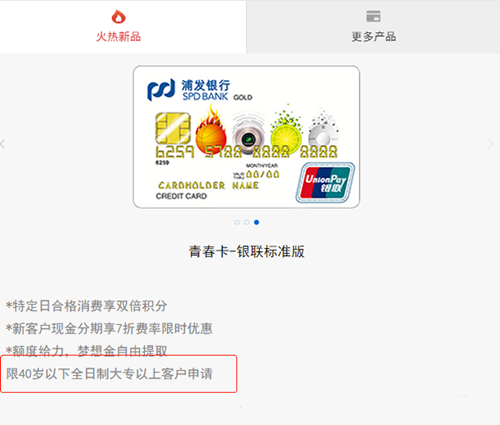 火热新品
更多产品
浦发银行
SPD BANK GOLD
6259 5788 8888 8888
6259
MONTH/YEAR
VALID THRU 00/00
CARDHOLDER NAME
CREDIT CARD
UnionPay
银联
青春卡-银联标准版
*特定日合格消费享双倍积分
*新客户现金分期享7折费率限时优惠
*额度给力，梦想金自由提取
限40岁以下全日制大专以上客户申请